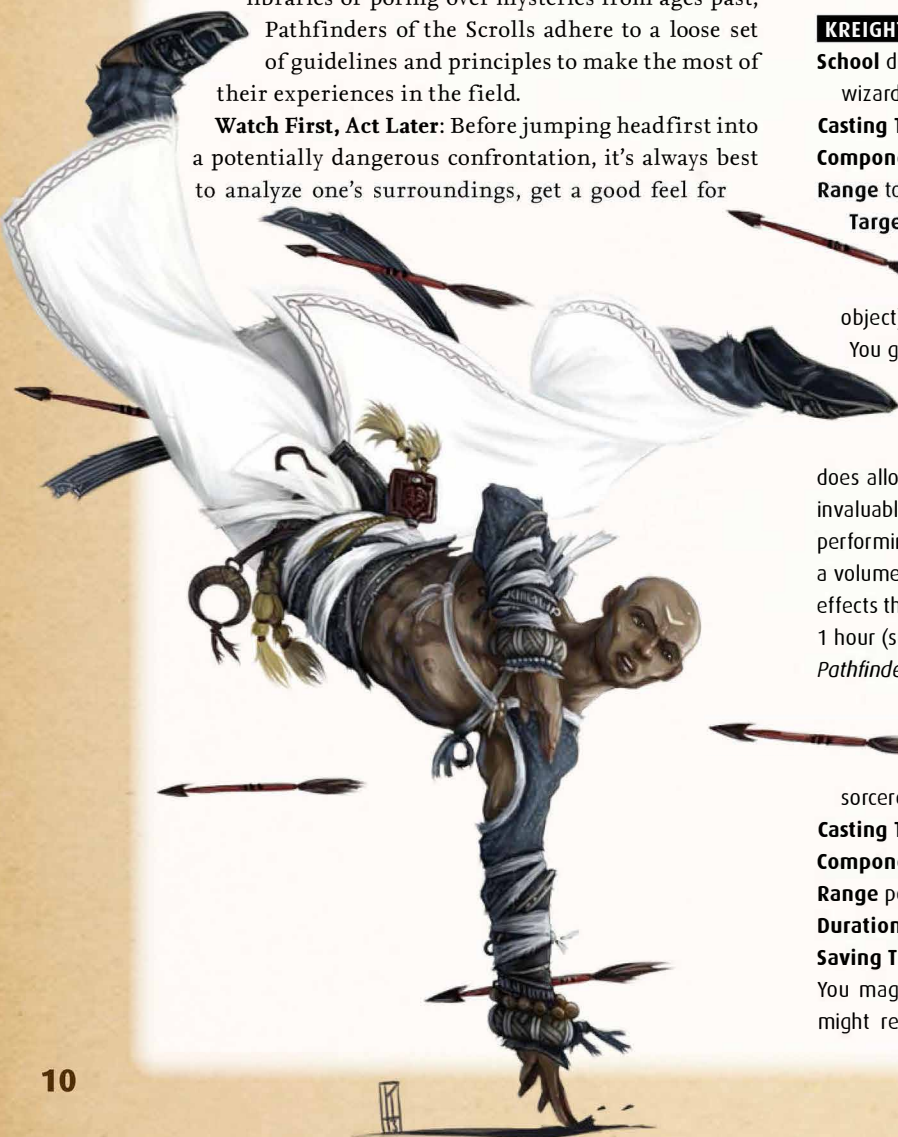 libraries or poring over mysteries from ages past,
Pathfinders of the Scrolls adhere to a loose set
of guidelines and principles to make the most of
their experiences in the field.
Watch First, Act Later: Before jumping headfirst into
a potentially dangerous confrontation, it's always best
to analyze one's surroundings, get a good feel for
10
KREIGHT
School d
wizard
Casting T
Compone
Range to
Targe
object
You g
does allo
invaluabl
performin
a volume
effects th
1 hour (s
Pathfinde
sorcere
Casting T
Compone
Range pe
Duration
Saving T
You mag
might re